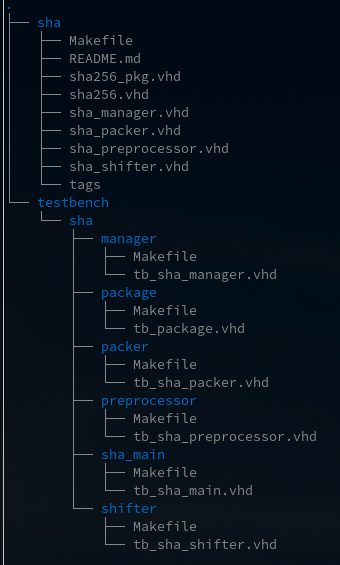 .
├── sha
│   ├── Makefile
│   ├── README.md
│   ├── sha256_pkg.vhd
│   ├── sha256.vhd
│   ├── sha_manager.vhd
│   ├── sha_packer.vhd
│   ├── sha_preprocessor.vhd
│   ├── sha_shifter.vhd
│   └── tags
└── testbench
    └── sha
        ├── manager
        │   ├── Makefile
        │   └── tb_sha_manager.vhd
        ├── package
        │   ├── Makefile
        │   └── tb_package.vhd
        ├── packer
        │   ├── Makefile
        │   └── tb_sha_packer.vhd
        ├── preprocessor
        │   ├── Makefile
        │   └── tb_sha_preprocessor.vhd
        ├── sha_main
        │   ├── Makefile
        │   └── tb_sha_main.vhd
        └── shifter
            ├── Makefile
            └── tb_sha_shifter.vhd